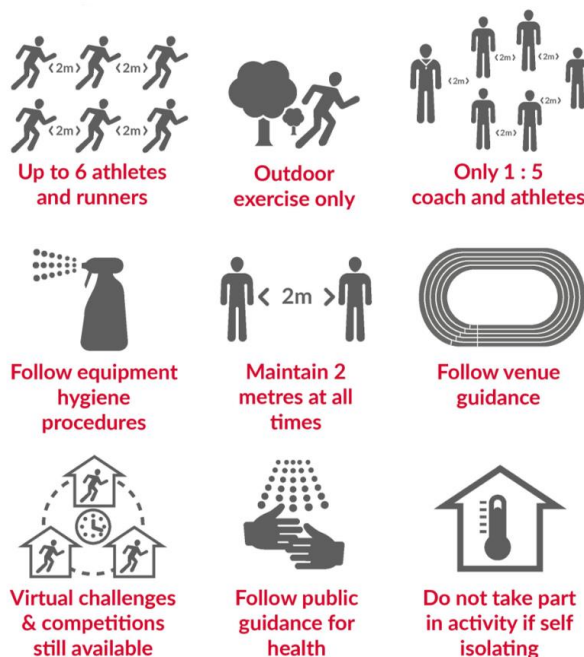 <2m> <2m>
<2m> <2m>
Up to 6 athletes
and runners
Outdoor
exercise only
<2m> <2m>
<2m>
<2m>
<2m>
Only 1 : 5
coach and athletes
Follow equipment
hygiene
procedures
< 2m >
Maintain 2
metres at all
times
Follow venue
guidance
Virtual challenges
& competitions
still available
Follow public
guidance for
health
Do not take part
in activity if self
isolating